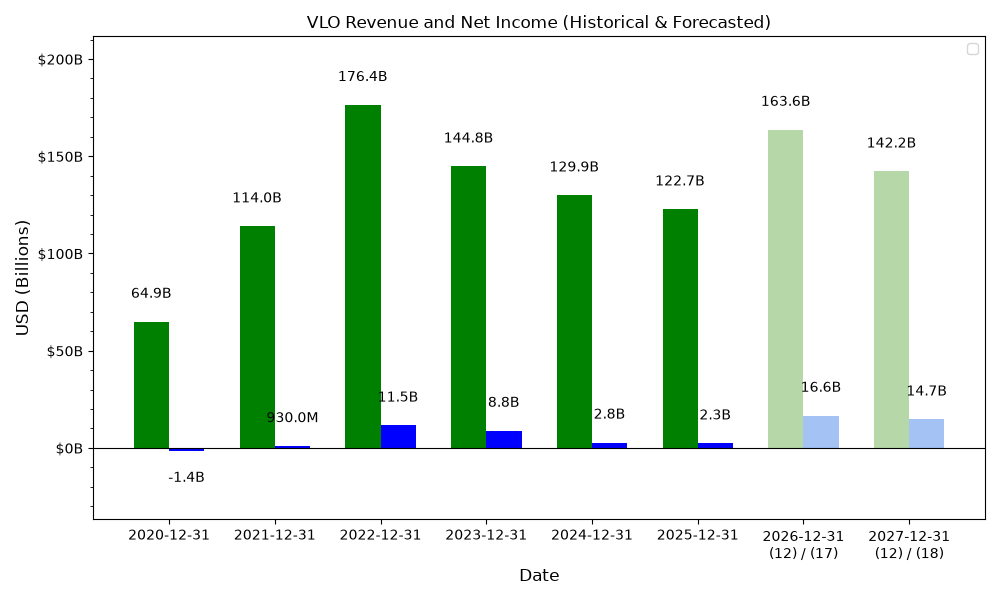 VLO Revenue and Net Income (Historical & Forecasted)
USD (Billions)
$200B
$150B
$100B
$50B
$0B
64.9B
-1.4B
114.0B
930.0M
176.4B
11.5B
144.8B
8.8B
129.9B
2.8B
122.7B
2.3B
163.6B
16.6B
142.2B
14.7B
2020-12-31
2021-12-31
2022-12-31
2023-12-31
2024-12-31
2025-12-31
2026-12-31
(12) / (17)
2027-12-31
(12) / (18)
Date